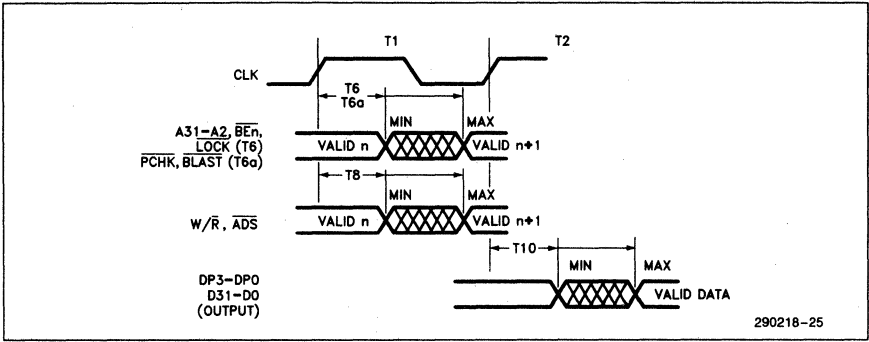 T1 T2
CLK
T6
T6a
MIN MAX
A31–A2, BEn,
LOCK (T6)
PCHK, BLAST (T6a)
VALID n VALID n+1
T8
MIN MAX
W/R, ADS
VALID n VALID n+1
T10
MIN MAX
DP3–DP0
D31–D0
(OUTPUT)
VALID DATA
290218–25